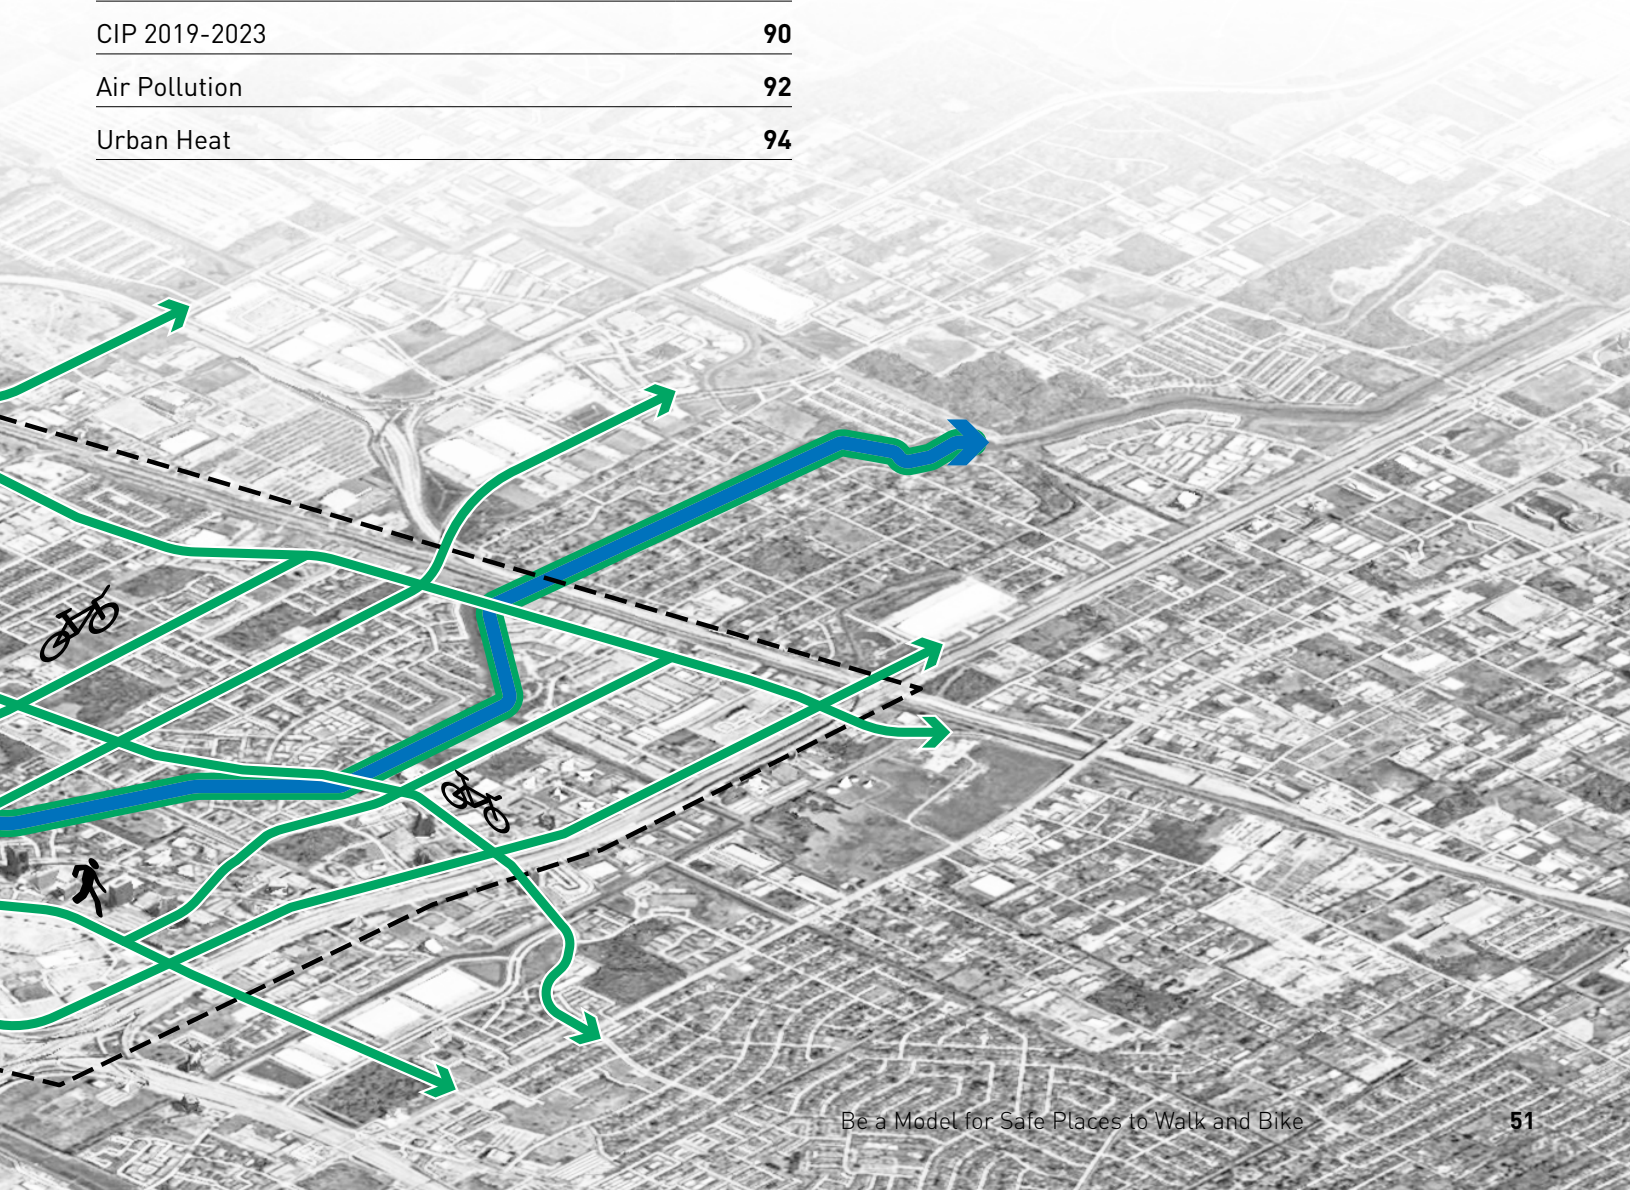 CIP 2019-2023 90
Air Pollution 92
Urban Heat 94
Be a Model for Safe Places to Walk and Bike 51